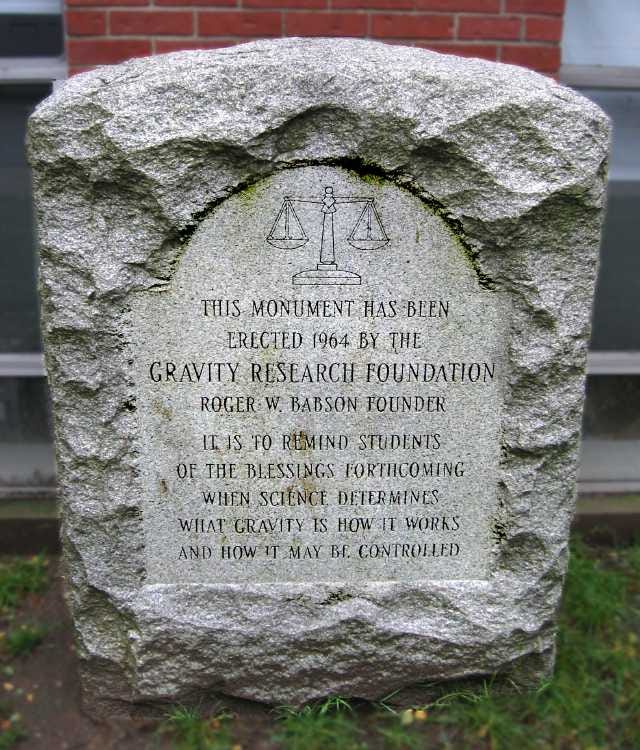 THIS MONUMENT HAS BEEN
ERECTED 1964 BY THE
GRAVITY RESEARCH FOUNDATION
ROGER W. BABSON FOUNDER
IT IS TO REMIND STUDENTS
OF THE BLESSINGS FORTHCOMING
WHEN SCIENCE DETERMINES
WHAT GRAVITY IS HOW IT WORKS
AND HOW IT MAY BE CONTROLLED